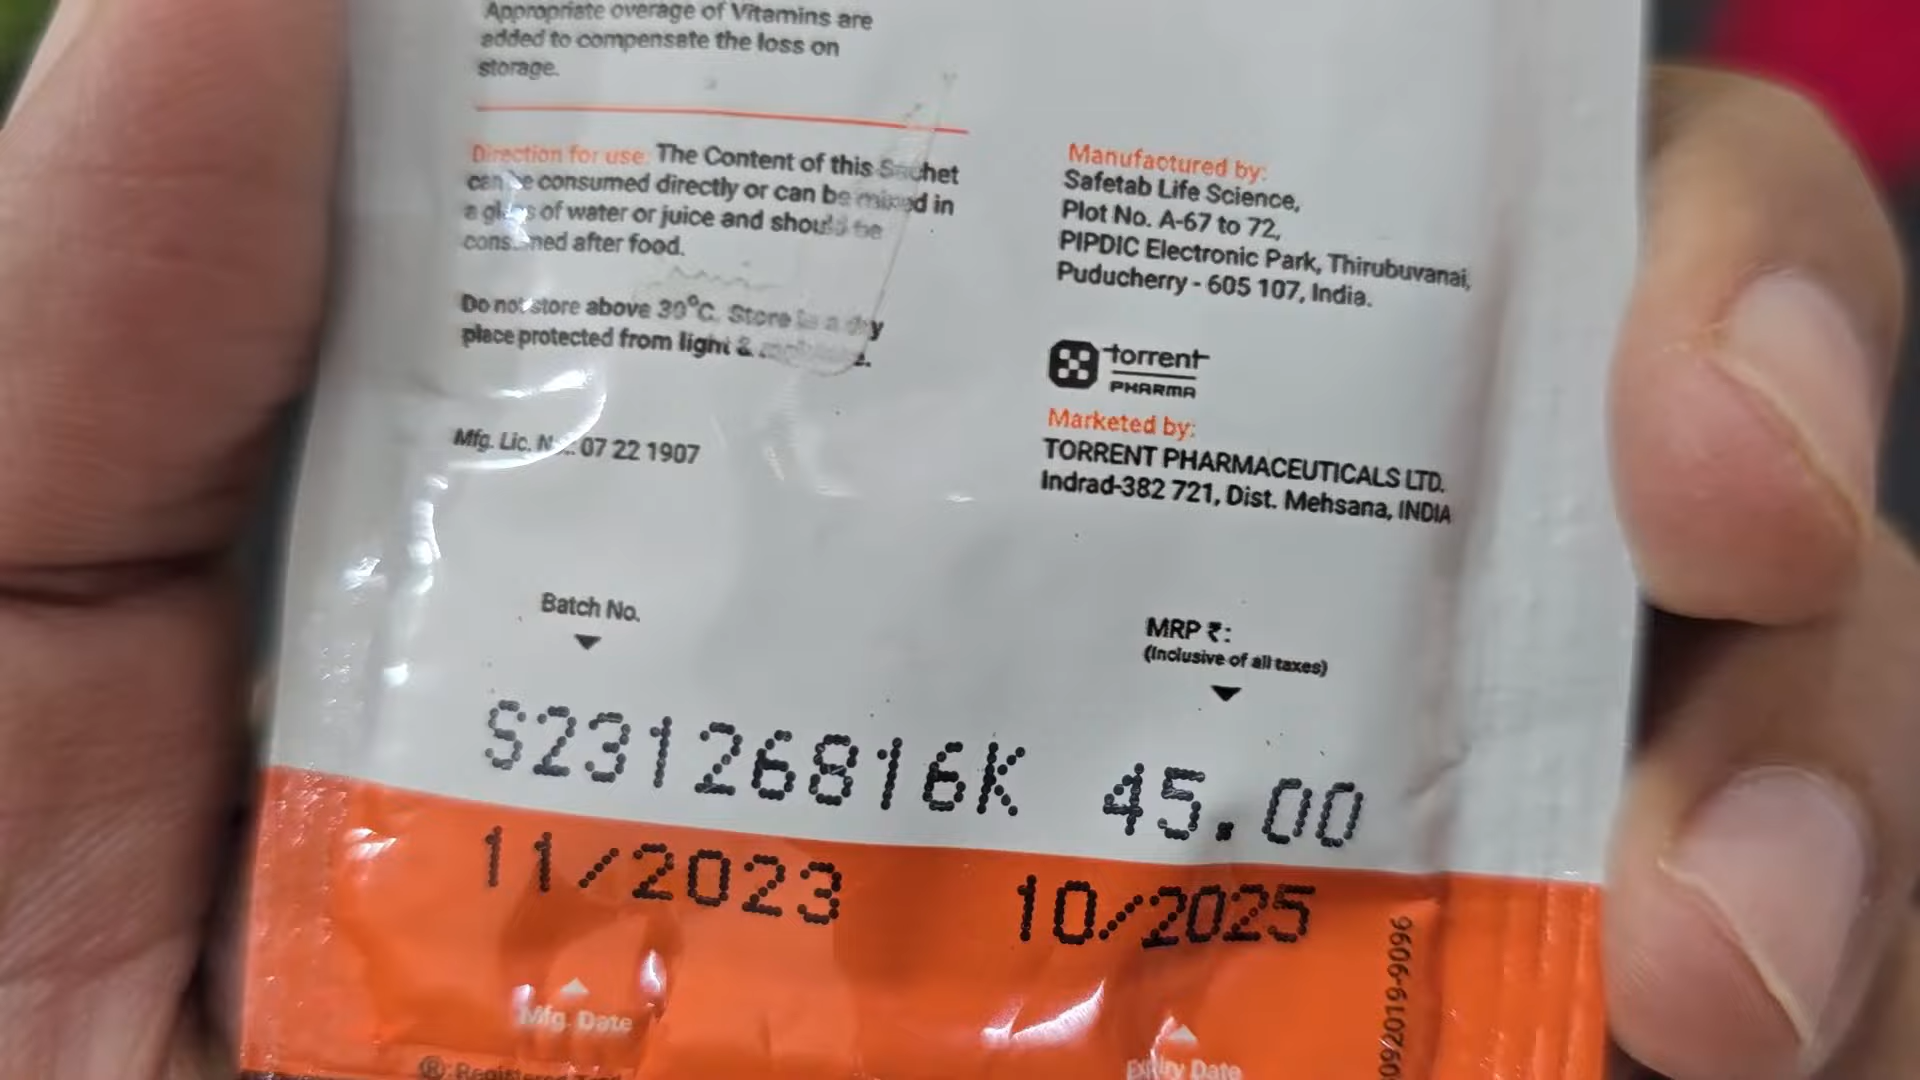 Appropriate overage of Vitamins are
added to compensate the loss on
storage.
Direction for use: The Content of this Sachet
can be consumed directly or can be mixed in
a glass of water or juice and should be
consumed after food.
Do not store above 30°C. Store in a dry
place protected from light &
Mfg. Lic. No.: 07 22 1907
Manufactured by:
Safetab Life Science,
Plot No. A-67 to 72,
PIPDIC Electronic Park, Thirubuvanai,
Puducherry - 605 107, India.
torrent
PHARMA
Marketed by:
TORRENT PHARMACEUTICALS LTD.
Indrad-382 721, Dist. Mehsana, INDIA
Batch No.
MRP ₹:
(Inclusive of all taxes)
S23126816K 45.00
11/2023 10/2025
Mfg. Date
Expiry Date
® Registered
092019-9096